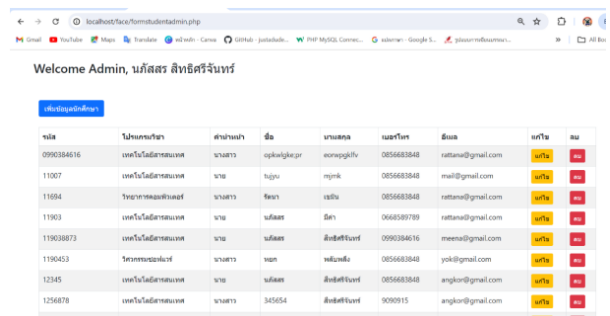 localhost/face/formstudentadmin.php
Gmail YouTube Maps Translate หน้าหลัก - Canva GitHub - justadude... PHP MySQL Connec... Google S... All Bo
Welcome Admin, นภัสสร สิทธิศรีจันทร์
เพิ่มข้อมูลนักศึกษา
รหัส โปรแกรมวิชา คำนำหน้า ชื่อ นามสกุล เบอร์โทร อีเมล แก้ไข ลบ
0990384616 เทคโนโลยีสารสนเทศ นางสาว opkwlgke;pr eorwpgklfv 0856683848 rattana@gmail.com แก้ไข ลบ
11007 เทคโนโลยีสารสนเทศ นาย tujyu mjmk 0856683848 mail@gmail.com แก้ไข ลบ
11694 วิทยาการคอมพิวเตอร์ นางสาว รัตนา 0856683848 rattana@gmail.com แก้ไข ลบ
11903 เทคโนโลยีสารสนเทศ นาย นภัสสร มีศา 0668589789 rattana@gmail.com แก้ไข ลบ
119038873 เทคโนโลยีสารสนเทศ นาย นภัสสร สิทธิศรีจันทร์ 0990384616 meena@gmail.com แก้ไข ลบ
1190453 วิศวกรรมซอฟแวร์ นางสาว หยก พลับพลึง 0856683848 yok@gmail.com แก้ไข ลบ
12345 เทคโนโลยีสารสนเทศ นาย นภัสสร สิทธิศรีจันทร์ 0856683848 angkor@gmail.com แก้ไข ลบ
1256878 เทคโนโลยีสารสนเทศ นางสาว 345654 สิทธิศรีจันทร์ 9090915 angkor@gmail.com แก้ไข ลบ